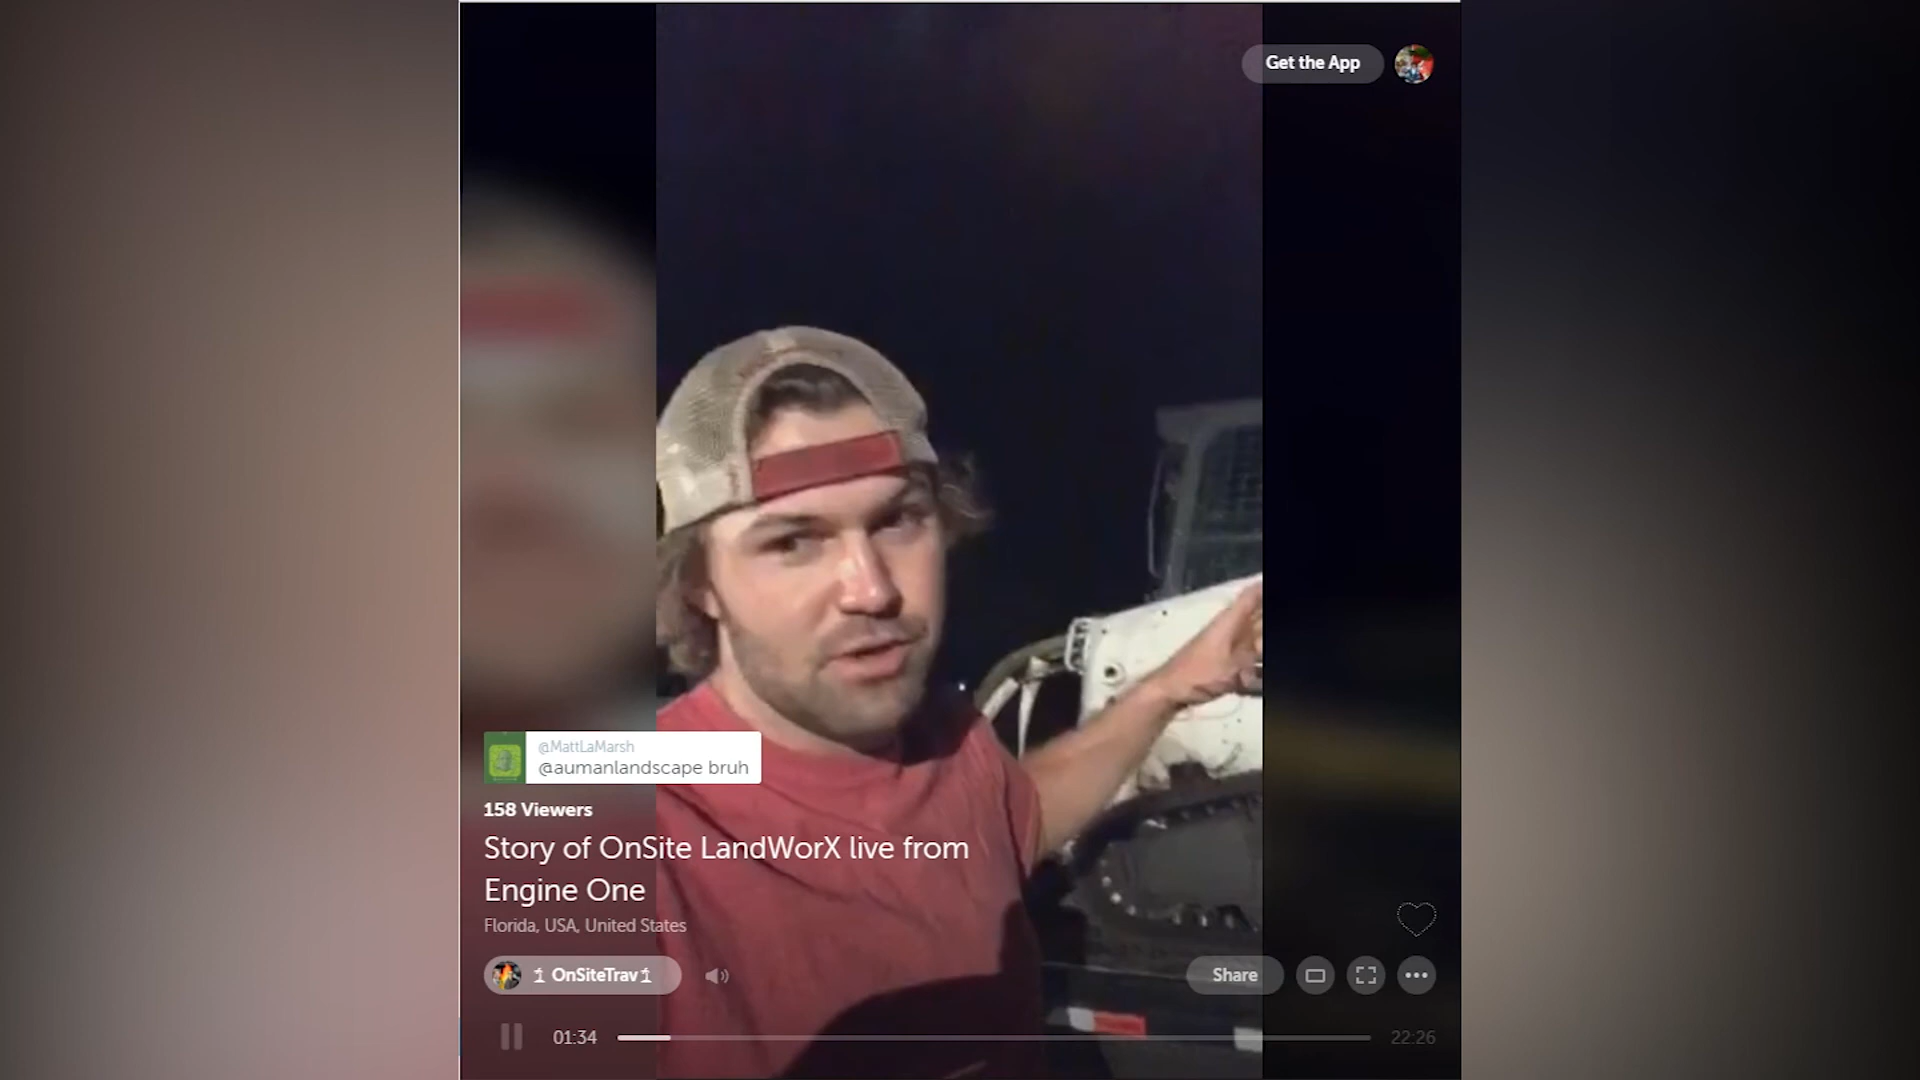 Get the App
@MattLaMarsh
@aumanlandscape bruh
158 Viewers
Story of OnSite LandWorX live from
Engine One
Florida, USA, United States
OnSiteTrav
Share
01:34
22:26